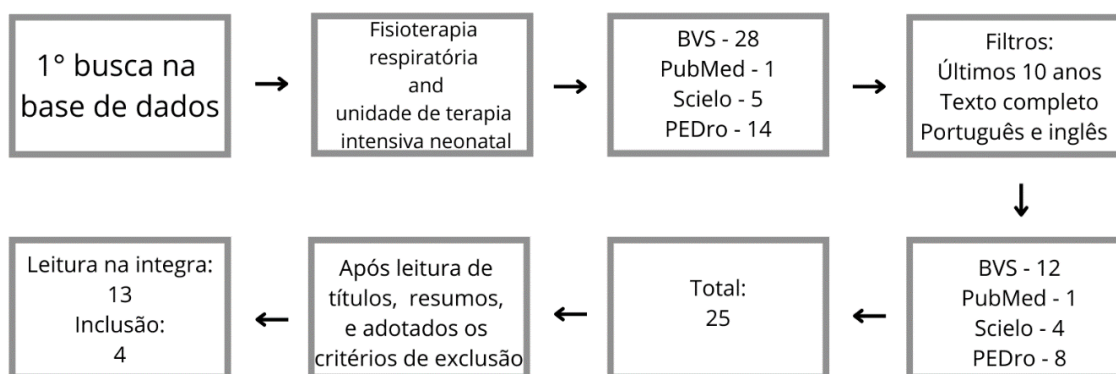 1° busca na
base de dados
Fisioterapia
respiratória
and
unidade de terapia
intensiva neonatal
BVS - 28
PubMed - 1
Scielo - 5
PEDro - 14
Filtros:
Últimos 10 anos
Texto completo
Português e inglês
BVS - 12
PubMed - 1
Scielo - 4
PEDro - 8
Total:
25
Após leitura de
títulos, resumos,
e adotados os
critérios de exclusão
Leitura na integra:
13
Inclusão:
4